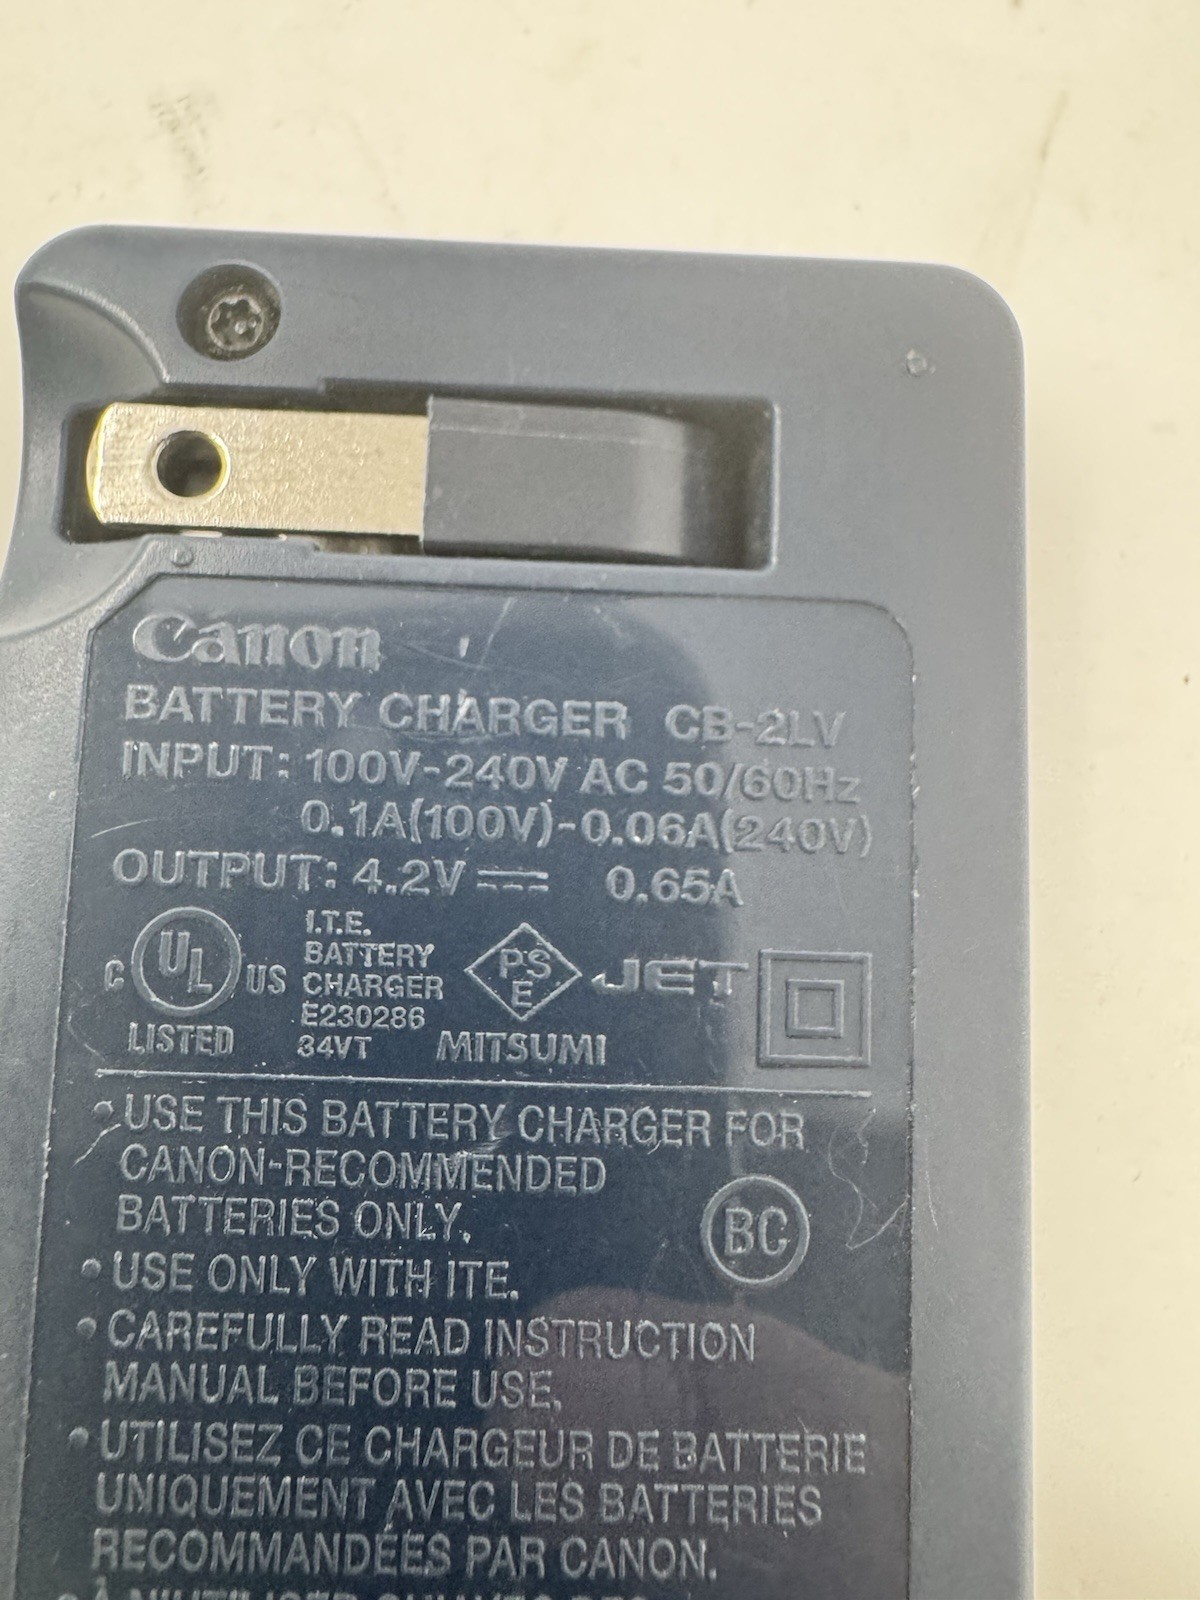 Canon
BATTERY CHARGER CB-2LV
INPUT: 100V-240V AC 50/60Hz
0.1A(100V)-0.06A(240V)
OUTPUT: 4.2V ⎓ 0.65A
C UL US
LISTED
I.T.E.
BATTERY
CHARGER
E230286
34VT
PS
E
JET
MITSUMI
• USE THIS BATTERY CHARGER FOR
CANON-RECOMMENDED
BATTERIES ONLY.
BC
• USE ONLY WITH ITE.
• CAREFULLY READ INSTRUCTION
MANUAL BEFORE USE.
• UTILISEZ CE CHARGEUR DE BATTERIE
UNIQUEMENT AVEC LES BATTERIES
RECOMMANDÉES PAR CANON.
• À N'UTILISER